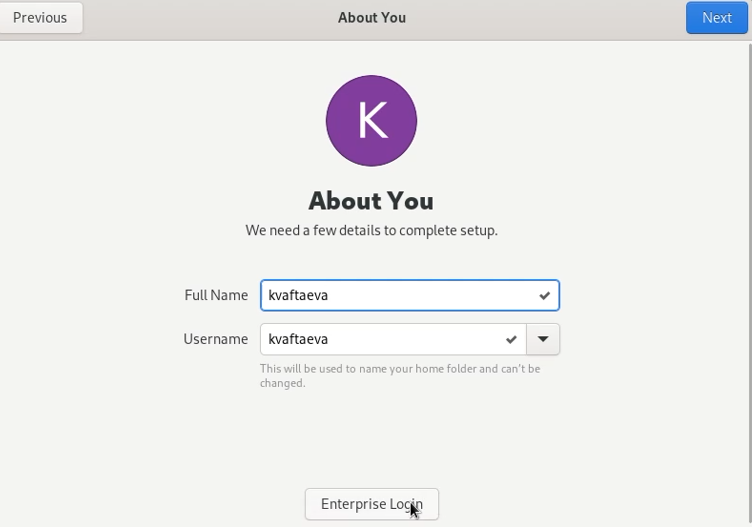 Previous
About You
Next
K
About You
We need a few details to complete setup.
Full Name
kvaftaeva
Username
kvaftaeva
This will be used to name your home folder and can't be
changed.
Enterprise Login